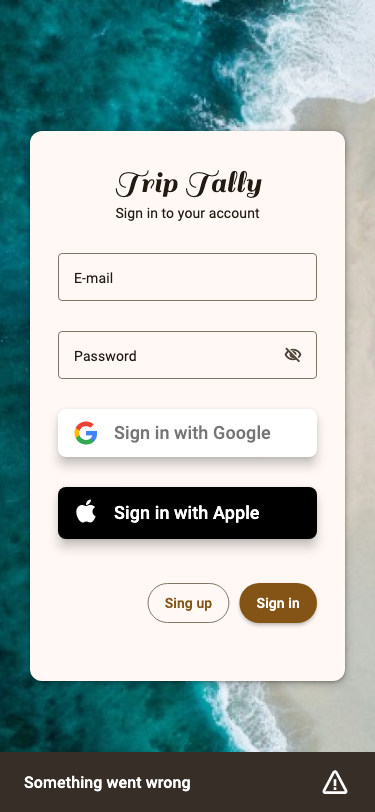 Trip Tally
Sign in to your account
E-mail
Password
Sign in with Google
Sign in with Apple
Sing up
Sign in
Something went wrong